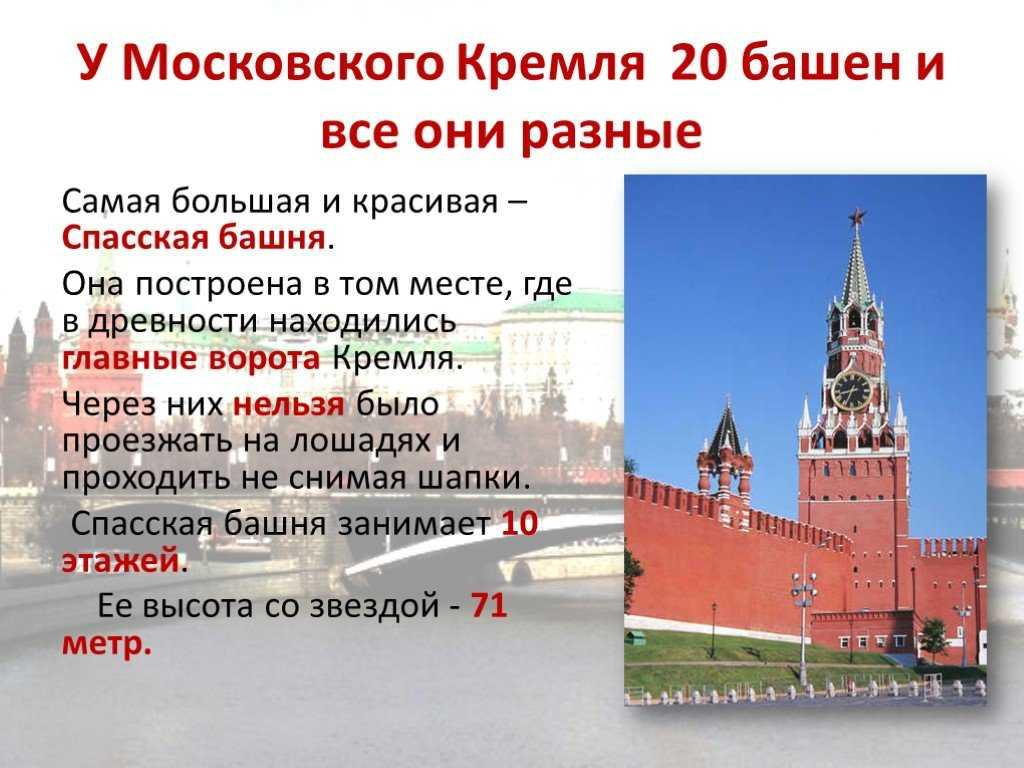 У Московского Кремля 20 башен и
все они разные
Самая большая и красивая –
Спасская башня.
Она построена в том месте, где
в древности находились
главные ворота Кремля.
Через них нельзя было
проезжать на лошадях и
проходить не снимая шапки.
Спасская башня занимает 10
этажей.
Ее высота со звездой - 71
метр.